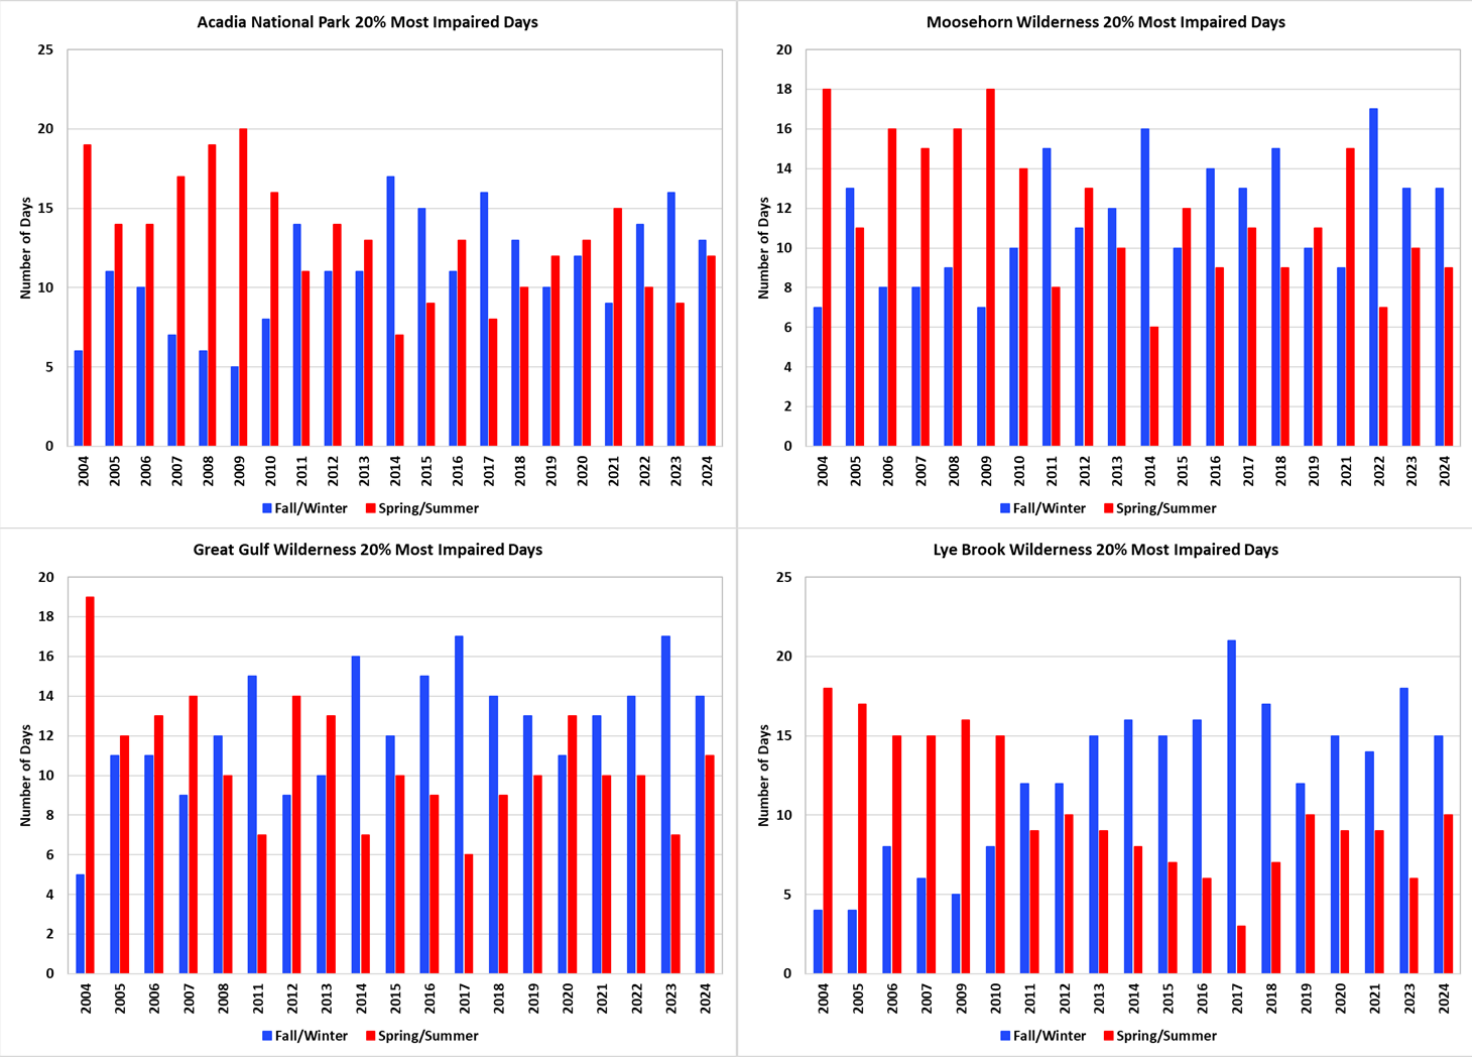 Acadia National Park 20% Most Impaired Days
25
20
15
10
5
0
Number of Days
2004 2005 2006 2007 2008 2009 2010 2011 2012 2013 2014 2015 2016 2017 2018 2019 2020 2021 2022 2023 2024
Fall/Winter Spring/Summer
Moosehorn Wilderness 20% Most Impaired Days
20
18
16
14
12
10
8
6
4
2
0
Number of Days
2004 2005 2006 2007 2008 2009 2010 2011 2012 2013 2014 2015 2016 2017 2018 2019 2021 2022 2023 2024
Fall/Winter Spring/Summer
Great Gulf Wilderness 20% Most Impaired Days
20
18
16
14
12
10
8
6
4
2
0
Number of Days
2004 2005 2006 2007 2008 2011 2012 2013 2014 2015 2016 2017 2018 2019 2020 2021 2022 2023 2024
Fall/Winter Spring/Summer
Lye Brook Wilderness 20% Most Impaired Days
25
20
15
10
5
0
Number of Days
2004 2005 2006 2007 2009 2010 2011 2012 2013 2014 2015 2016 2017 2018 2019 2020 2021 2023 2024
Fall/Winter Spring/Summer